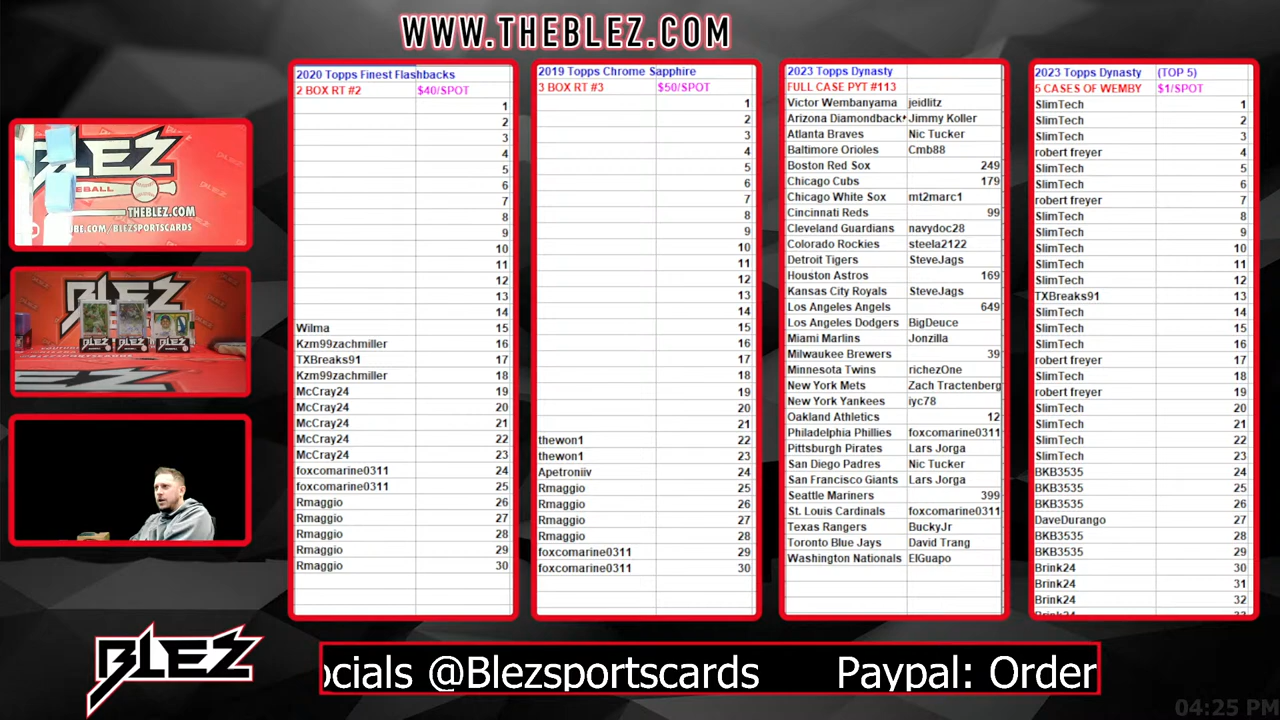 WWW.THEBLEZ.COM
BLEZ
BASEBALL
THEBLEZ.COM
UBE.COM/BLEZSPORTSCARDS
2020 Topps Finest Flashbacks
2 BOX RT #2 $40/SPOT
1
2
3
4
5
6
7
8
9
10
11
12
13
14
Wilma 15
Kzm99zachmiller 16
TXBreaks91 17
Kzm99zachmiller 18
McCray24 19
McCray24 20
McCray24 21
McCray24 22
McCray24 23
foxcomarine0311 24
foxcomarine0311 25
Rmaggio 26
Rmaggio 27
Rmaggio 28
Rmaggio 29
Rmaggio 30
2019 Topps Chrome Sapphire
3 BOX RT #3 $50/SPOT
1
2
3
4
5
6
7
8
9
10
11
12
13
14
15
16
17
18
19
20
21
thewon1 22
thewon1 23
Apetroniiv 24
Rmaggio 25
Rmaggio 26
Rmaggio 27
Rmaggio 28
foxcomarine0311 29
foxcomarine0311 30
2023 Topps Dynasty
FULL CASE PYT #113
Victor Wembanyama jeidlitz
Arizona Diamondback Jimmy Koller
Atlanta Braves Nic Tucker
Baltimore Orioles Cmb88
Boston Red Sox 249
Chicago Cubs 179
Chicago White Sox mt2marc1
Cincinnati Reds 99
Cleveland Guardians navydoc28
Colorado Rockies steela2122
Detroit Tigers SteveJags
Houston Astros 169
Kansas City Royals SteveJags
Los Angeles Angels 649
Los Angeles Dodgers BigDeuce
Miami Marlins Jonzilla
Milwaukee Brewers 39
Minnesota Twins richezOne
New York Mets Zach Tractenberg
New York Yankees iyc78
Oakland Athletics 12
Philadelphia Phillies foxcomarine0311
Pittsburgh Pirates Lars Jorga
San Diego Padres Nic Tucker
San Francisco Giants Lars Jorga
Seattle Mariners 399
St. Louis Cardinals foxcomarine0311
Texas Rangers BuckyJr
Toronto Blue Jays David Trang
Washington Nationals ElGuapo
2023 Topps Dynasty (TOP 5)
5 CASES OF WEMBY $1/SPOT
SlimTech 1
SlimTech 2
SlimTech 3
robert freyer 4
SlimTech 5
SlimTech 6
robert freyer 7
SlimTech 8
SlimTech 9
SlimTech 10
SlimTech 11
SlimTech 12
TXBreaks91 13
SlimTech 14
SlimTech 15
SlimTech 16
robert freyer 17
SlimTech 18
robert freyer 19
SlimTech 20
SlimTech 21
SlimTech 22
SlimTech 23
BKB3535 24
BKB3535 25
BKB3535 26
DaveDurango 27
BKB3535 28
BKB3535 29
Brink24 30
Brink24 31
Brink24 32
Brink24 33
BLEZ
ocials @Blezsportscards Paypal: Order
04:25 PM